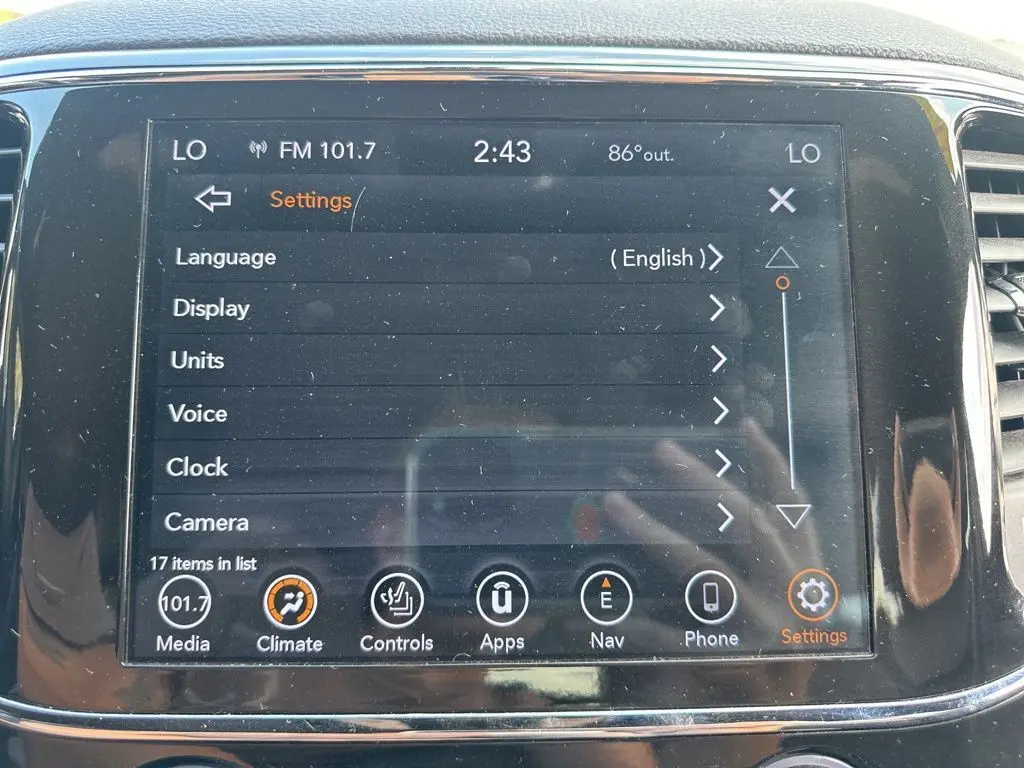 LO FM 101.7 2:43 86°out. LO
Settings
Language (English)
Display
Units
Voice
Clock
Camera
17 items in list
101.7 u E
Media Climate Controls Apps Nav Phone Settings